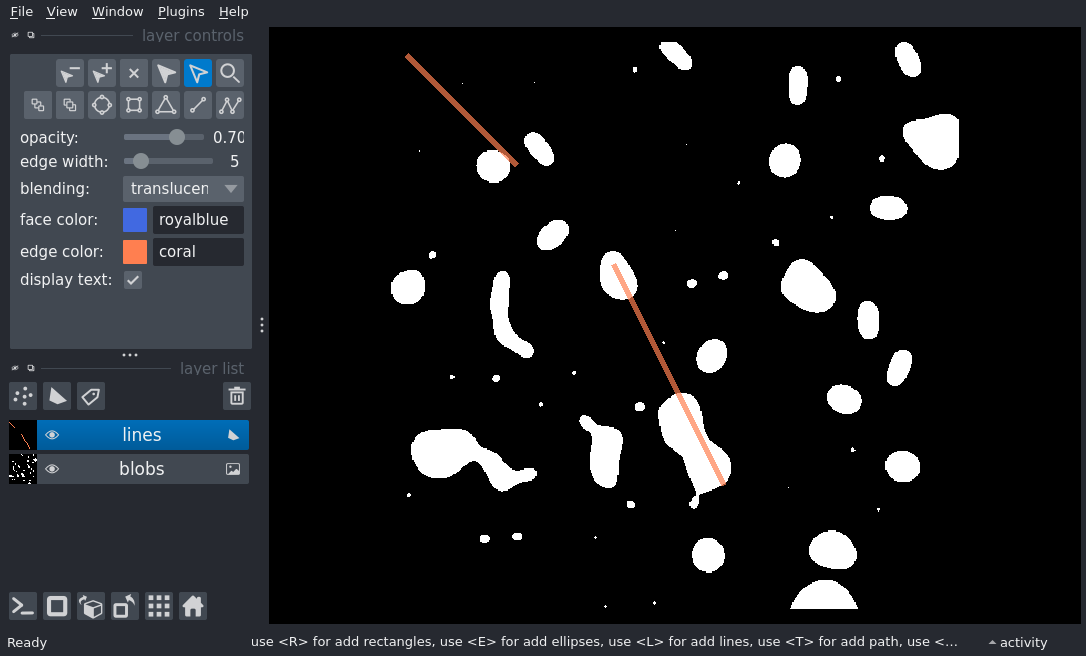 File View Window Plugins Help
layer controls
opacity: 0.70
edge width: 5
blending: translucen
face color: royalblue
edge color: coral
display text:
layer list
lines
blobs
Ready use <R> for add rectangles, use <E> for add ellipses, use <L> for add lines, use <T> for add path, use <... activity